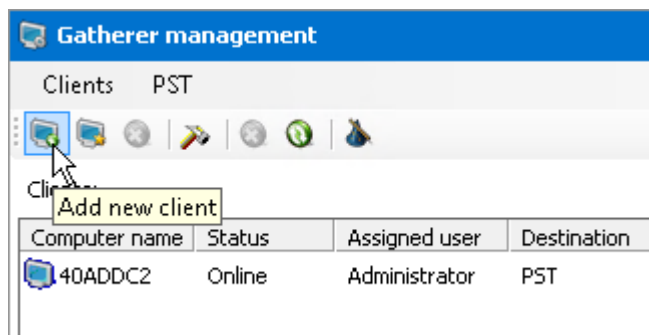 Gatherer management
Clients PST
Add new client
Computer name Status Assigned user Destination
40ADDC2 Online Administrator PST